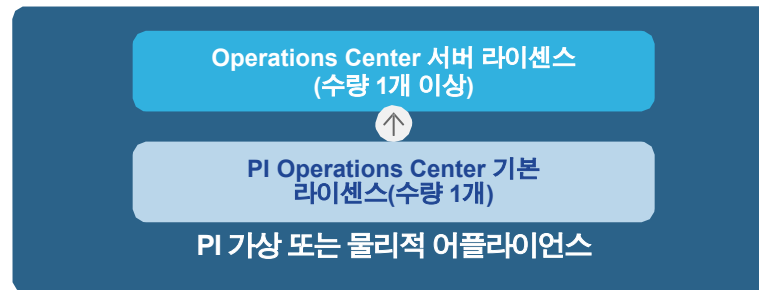 Operations Center 서버 라이센스
(수량 1개 이상)
PI Operations Center 기본
라이센스(수량 1개)
PI 가상 또는 물리적 어플라이언스